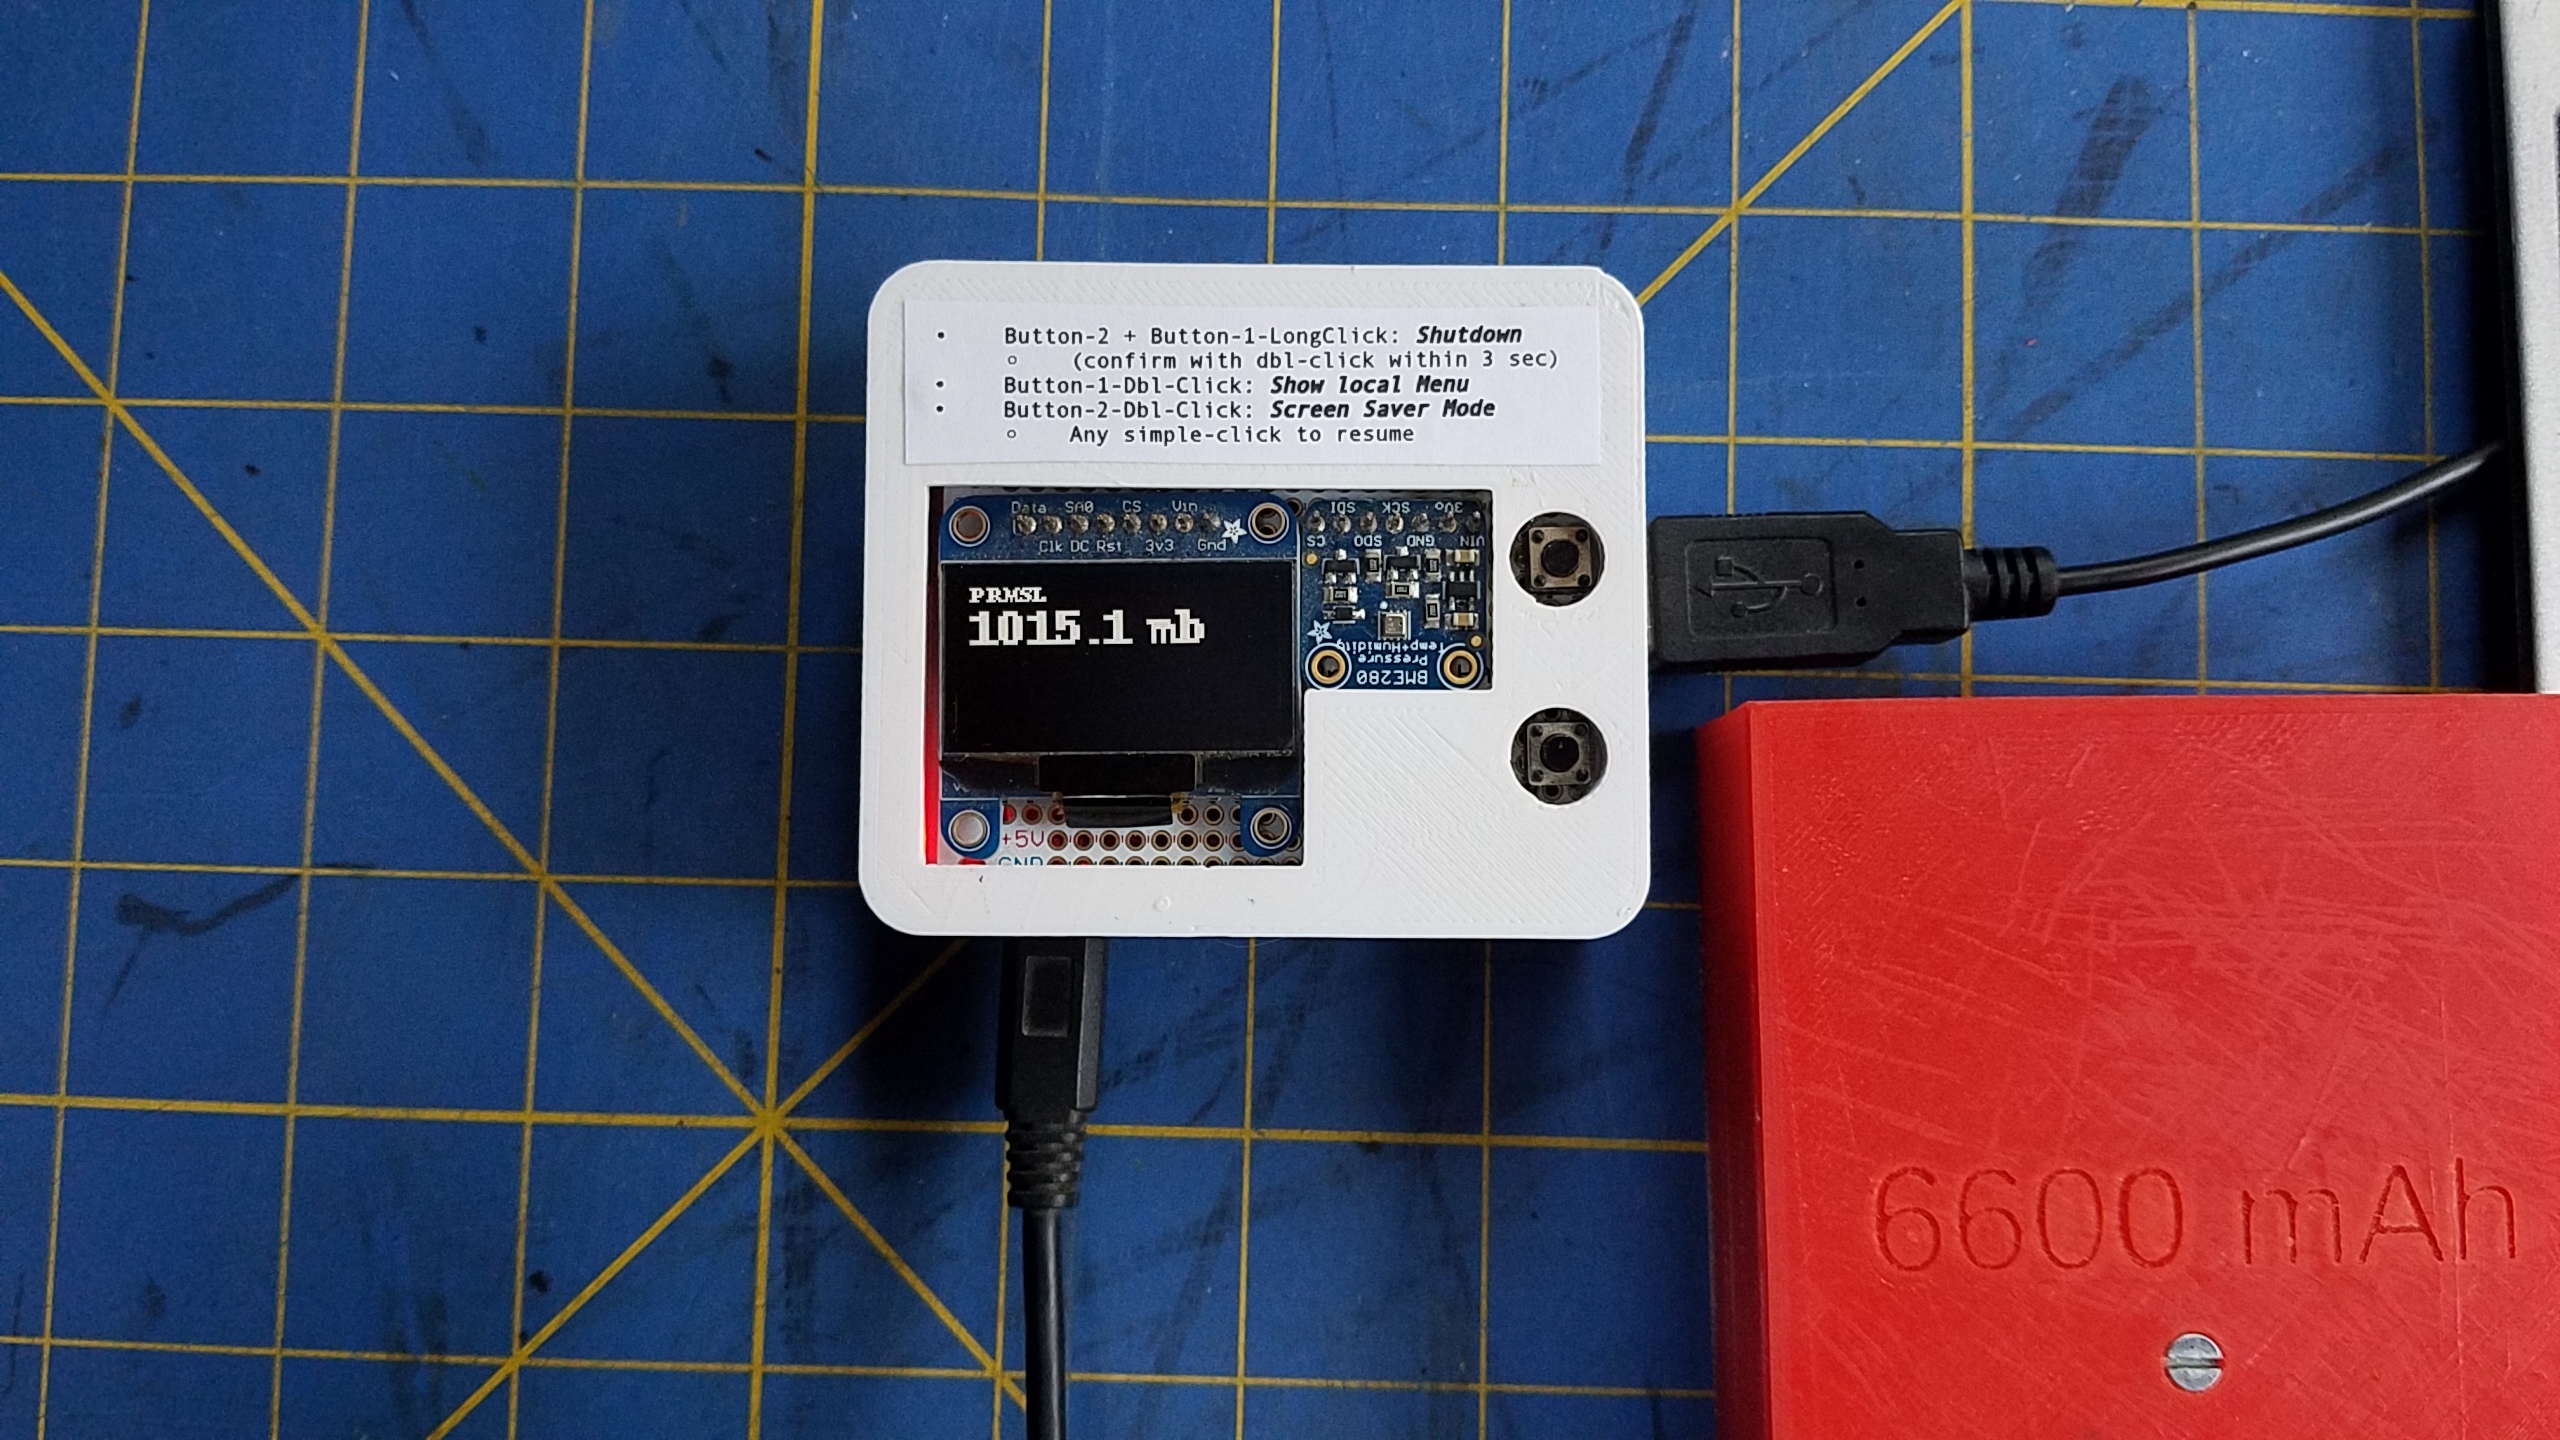 • Button-2 + Button-1-LongClick: Shutdown
○ (confirm with dbl-click within 3 sec)
• Button-1-Dbl-Click: Show local Menu
• Button-2-Dbl-Click: Screen Saver Mode
○ Any simple-click to resume
Data SA0 CS Vin
Clk DC Rst 3v3 Gnd
SDI SCK 3Vo
CS SDO GND VIN
PRMSL
1015.1 mb
Temp+Humidity
Pressure
BME280
+5V
GND
6600 mAh